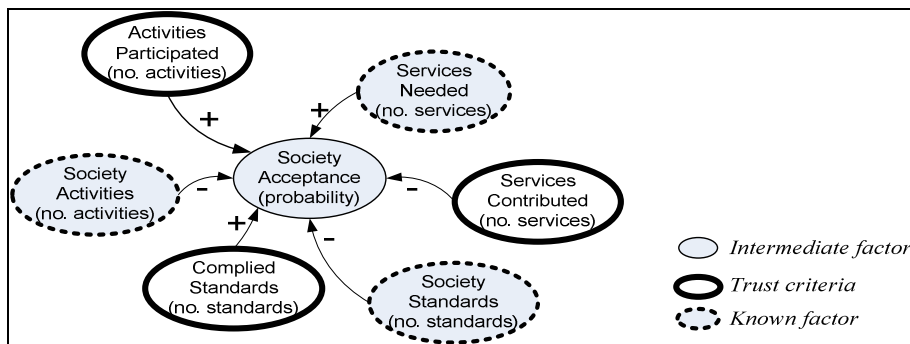 Activities
Participated
(no. activities)
Services
Needed
(no. services)
+
+
Society
Acceptance
(probability)
Society
Activities
(no. activities)
-
-
Services
Contributed
(no. services)
+
-
Complied
Standards
(no. standards)
Society
Standards
(no. standards)
Intermediate factor
Trust criteria
Known factor